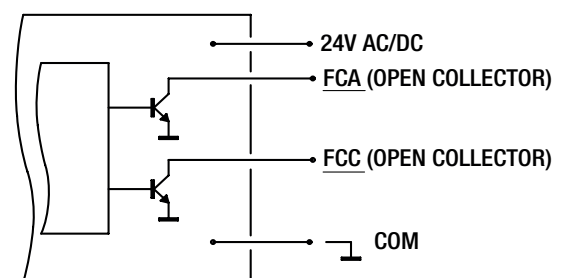 24V AC/DC
FCA (OPEN COLLECTOR)
FCC (OPEN COLLECTOR)
COM